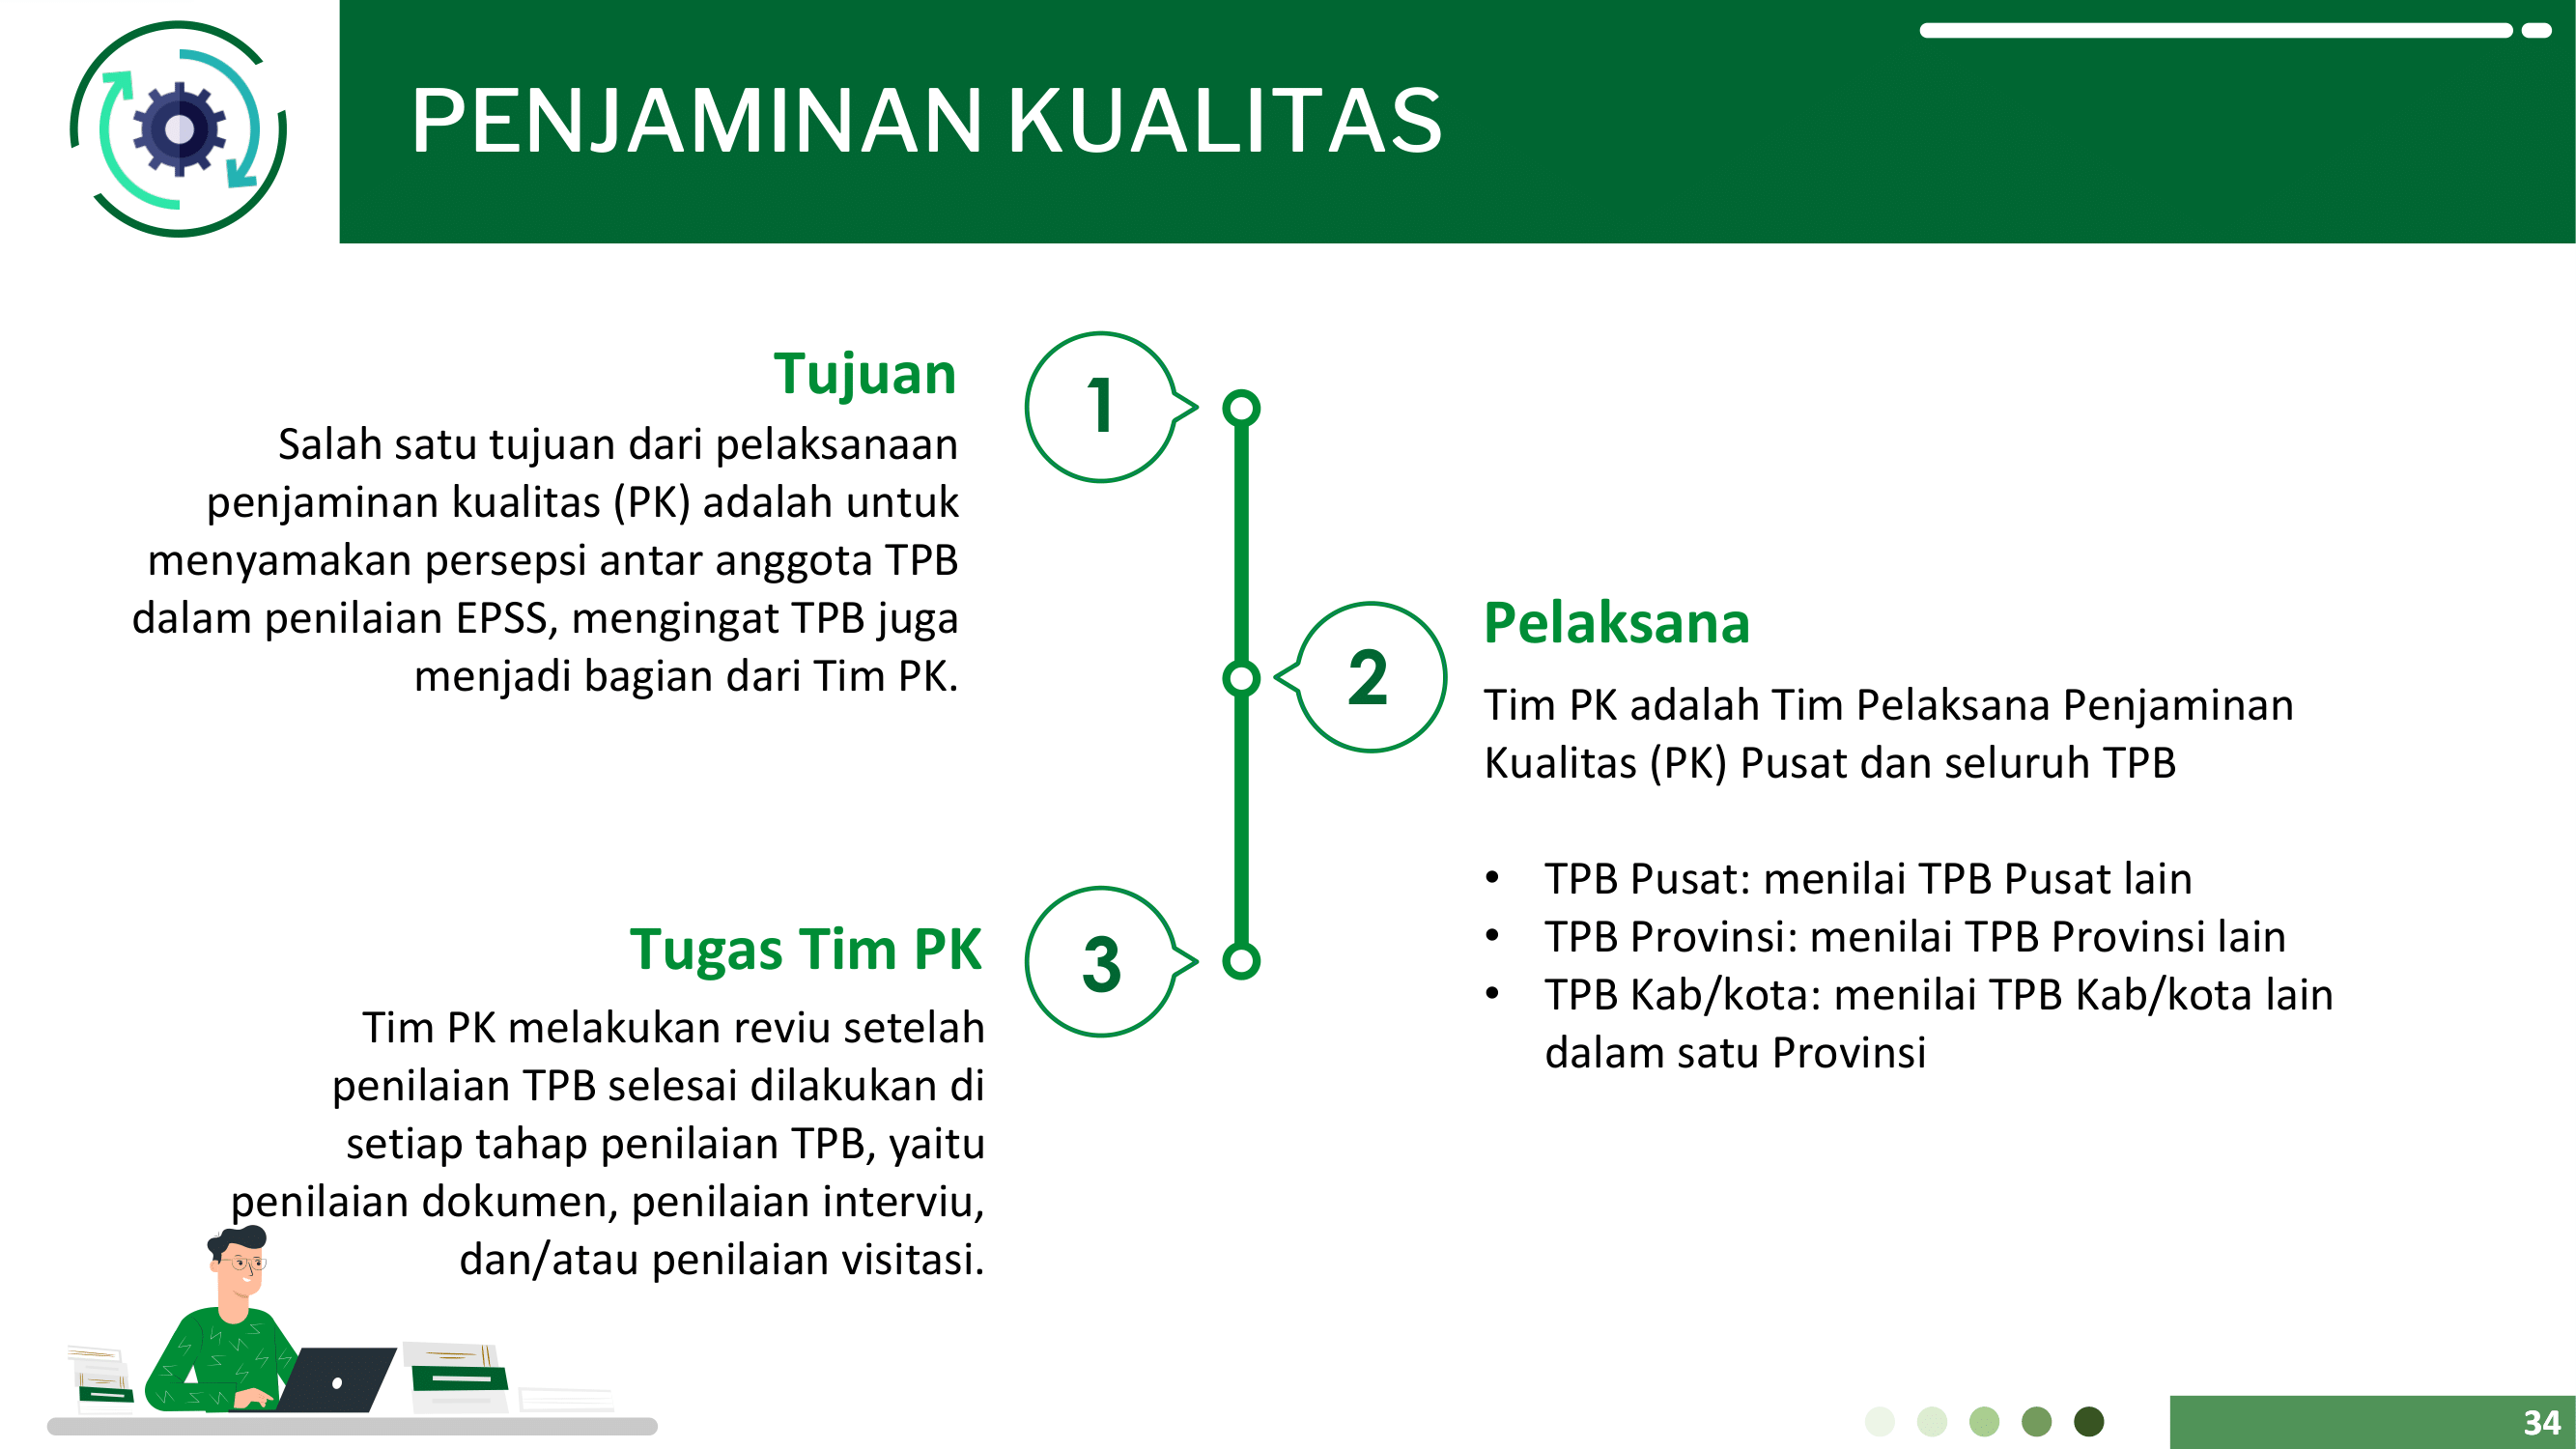 PENJAMINAN KUALITAS
Tujuan
Salah satu tujuan dari pelaksanaan
penjaminan kualitas (PK) adalah untuk
menyamakan persepsi antar anggota TPB
dalam penilaian EPSS, mengingat TPB juga
menjadi bagian dari Tim PK.
1
2
Pelaksana
Tim PK adalah Tim Pelaksana Penjaminan
Kualitas (PK) Pusat dan seluruh TPB
• TPB Pusat: menilai TPB Pusat lain
• TPB Provinsi: menilai TPB Provinsi lain
• TPB Kab/kota: menilai TPB Kab/kota lain
dalam satu Provinsi
3
Tugas Tim PK
Tim PK melakukan reviu setelah
penilaian TPB selesai dilakukan di
setiap tahap penilaian TPB, yaitu
penilaian dokumen, penilaian interviu,
dan/atau penilaian visitasi.
34